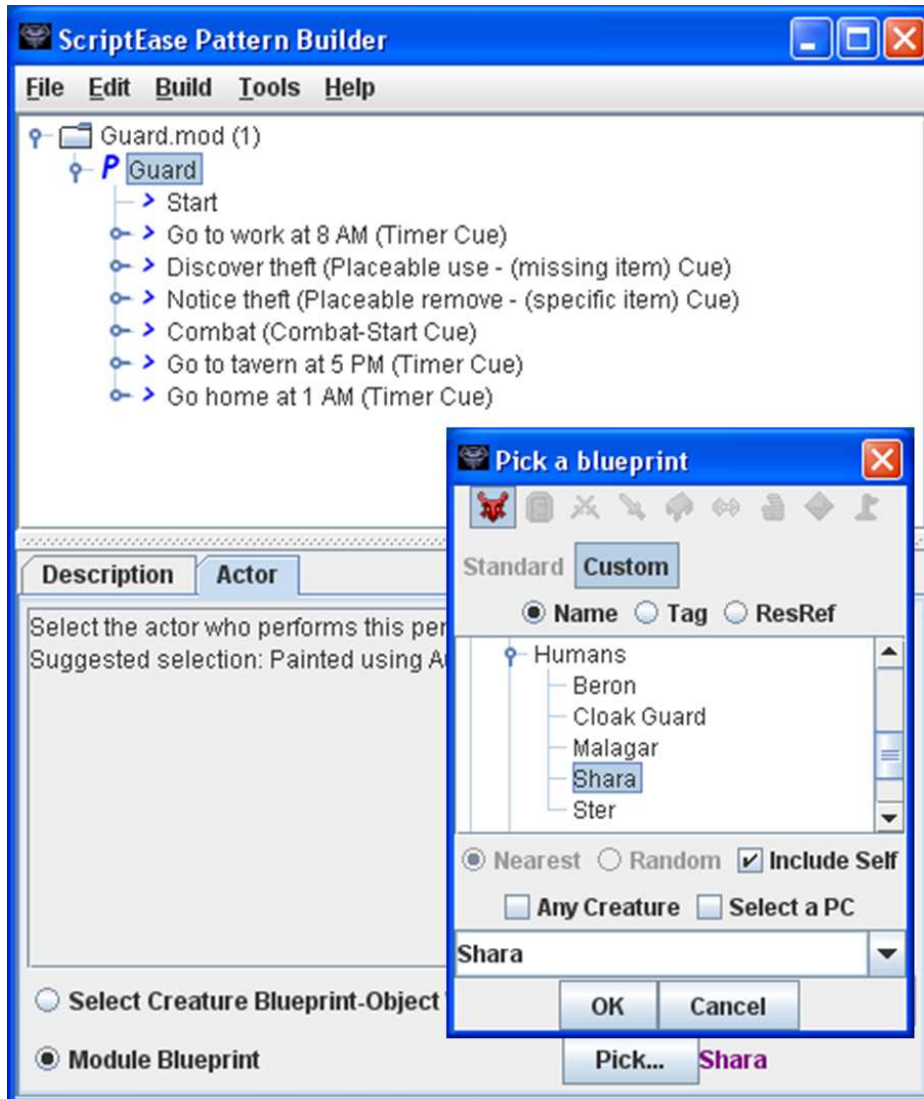 ScriptEase Pattern Builder
File Edit Build Tools Help
Guard.mod (1)
P Guard
Start
Go to work at 8 AM (Timer Cue)
Discover theft (Placeable use - (missing item) Cue)
Notice theft (Placeable remove - (specific item) Cue)
Combat (Combat-Start Cue)
Go to tavern at 5 PM (Timer Cue)
Go home at 1 AM (Timer Cue)
Description Actor
Select the actor who performs this
Suggested selection: Painted using
Select Creature Blueprint-Object
Module Blueprint Pick... Shara
Pick a blueprint
Standard Custom
Name Tag ResRef
Humans
Beron
Cloak Guard
Malagar
Shara
Ster
Nearest Random Include Self
Any Creature Select a PC
Shara
OK Cancel